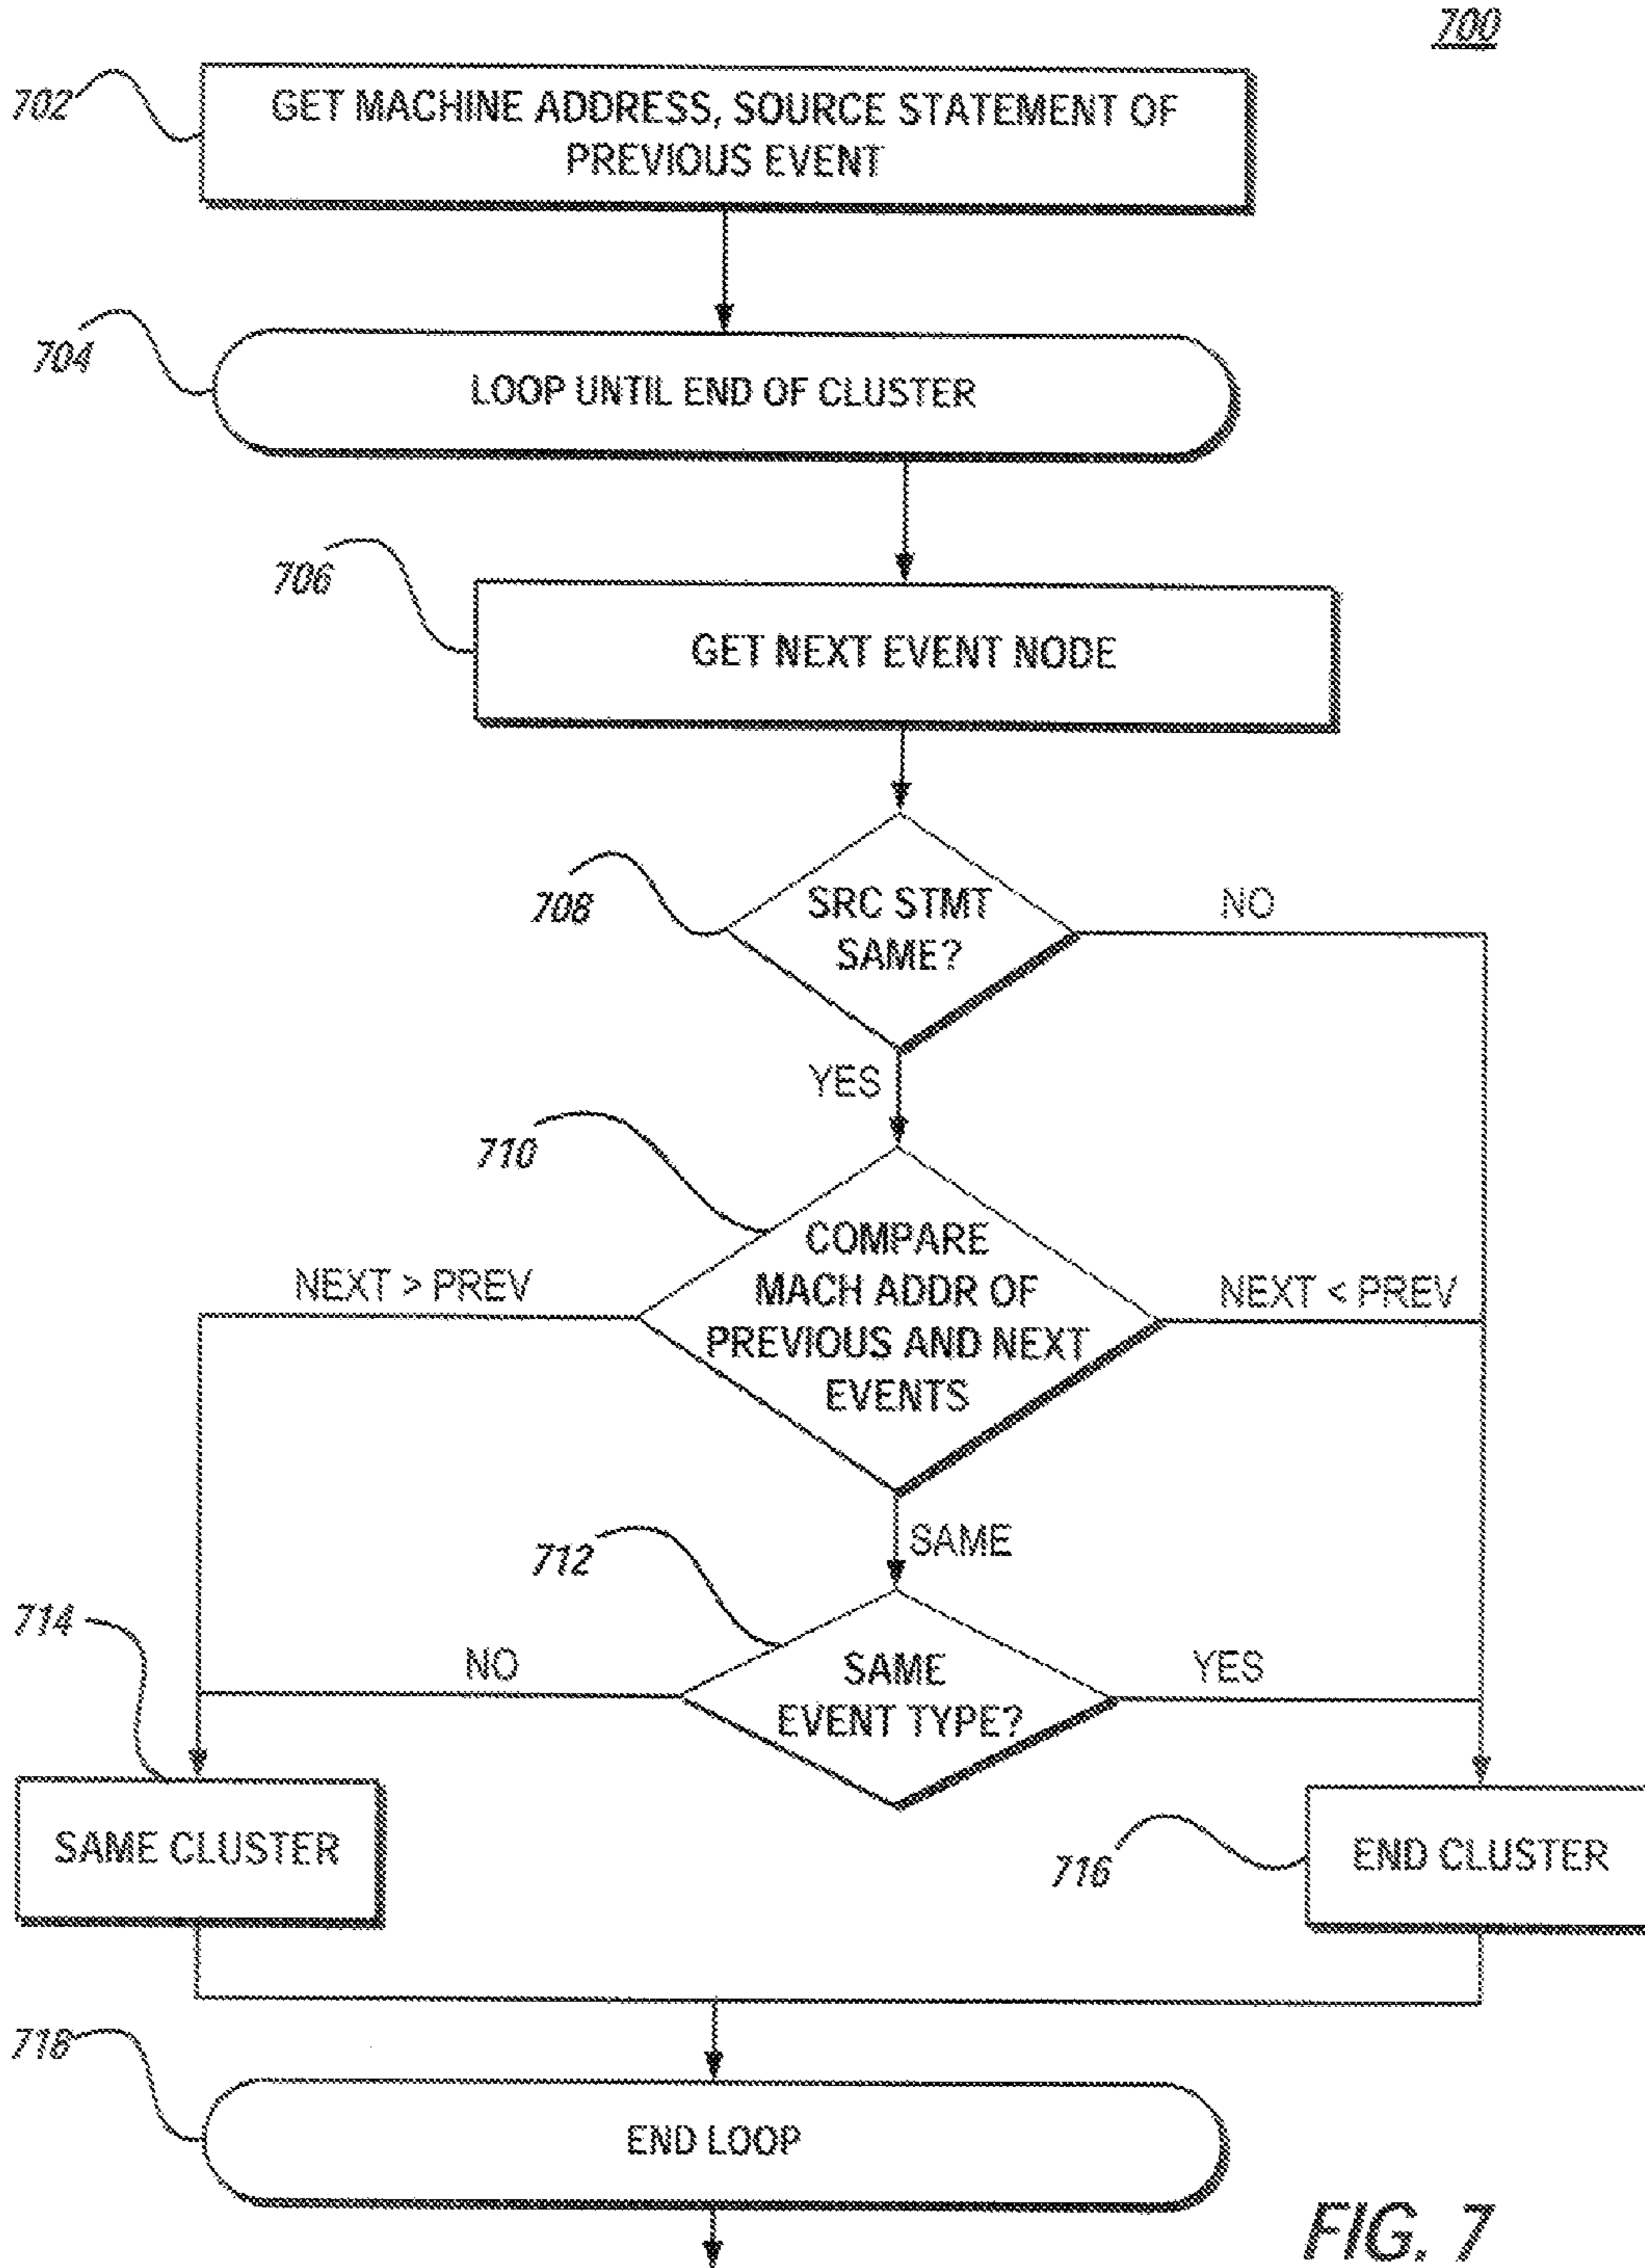 700
702
GET MACHINE ADDRESS, SOURCE STATEMENT OF
PREVIOUS EVENT
704
LOOP UNTIL END OF CLUSTER
706
GET NEXT EVENT NODE
708
SRC STMT
SAME?
NO
YES
710
COMPARE
MACH ADDR OF
PREVIOUS AND NEXT
EVENTS
NEXT > PREV
NEXT < PREV
SAME
712
714
SAME
EVENT TYPE?
NO
YES
SAME CLUSTER
716
END CLUSTER
718
END LOOP
FIG. 7